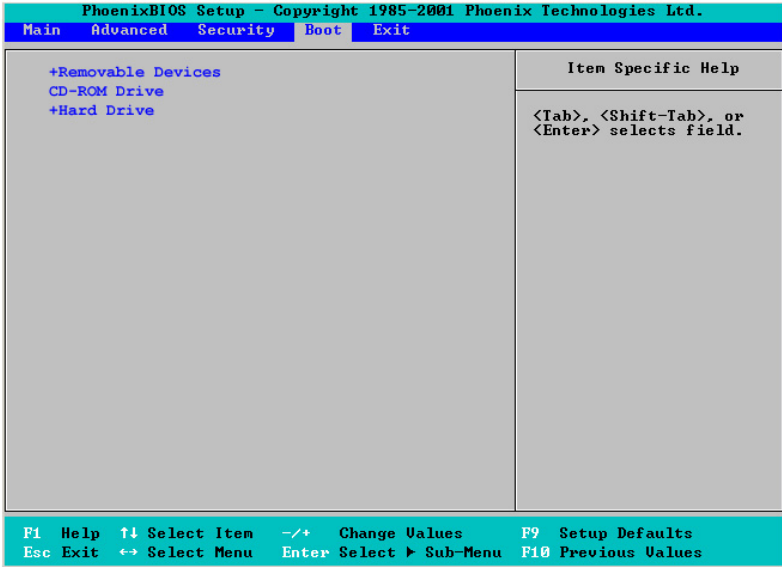 PhoenixBIOS Setup - Copyright 1985-2001 Phoenix Technologies Ltd.
Main Advanced Security Boot Exit
+Removable Devices
CD-ROM Drive
+Hard Drive
Item Specific Help
<Tab>, <Shift-Tab>, or
<Enter> selects field.
F1 Help ↑↓ Select Item -/+ Change Values F9 Setup Defaults
Esc Exit ↔ Select Menu Enter Select ▶ Sub-Menu F10 Previous Values